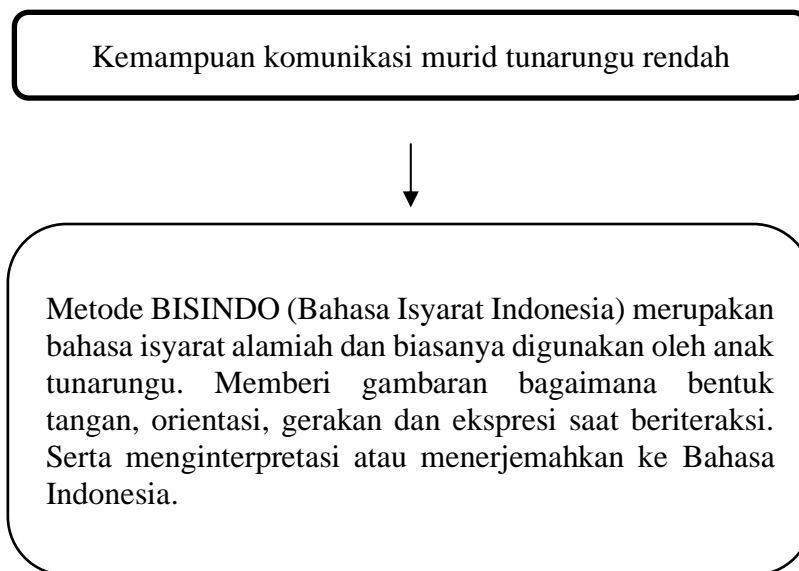 Kemampuan komunikasi murid tunarungu rendah
Metode BISINDO (Bahasa Isyarat Indonesia) merupakan
bahasa isyarat alamiah dan biasanya digunakan oleh anak
tunarungu. Memberi gambaran bagaimana bentuk
tangan, orientasi, gerakan dan ekspresi saat beriteraksi.
Serta menginterpretasi atau menerjemahkan ke Bahasa
Indonesia.